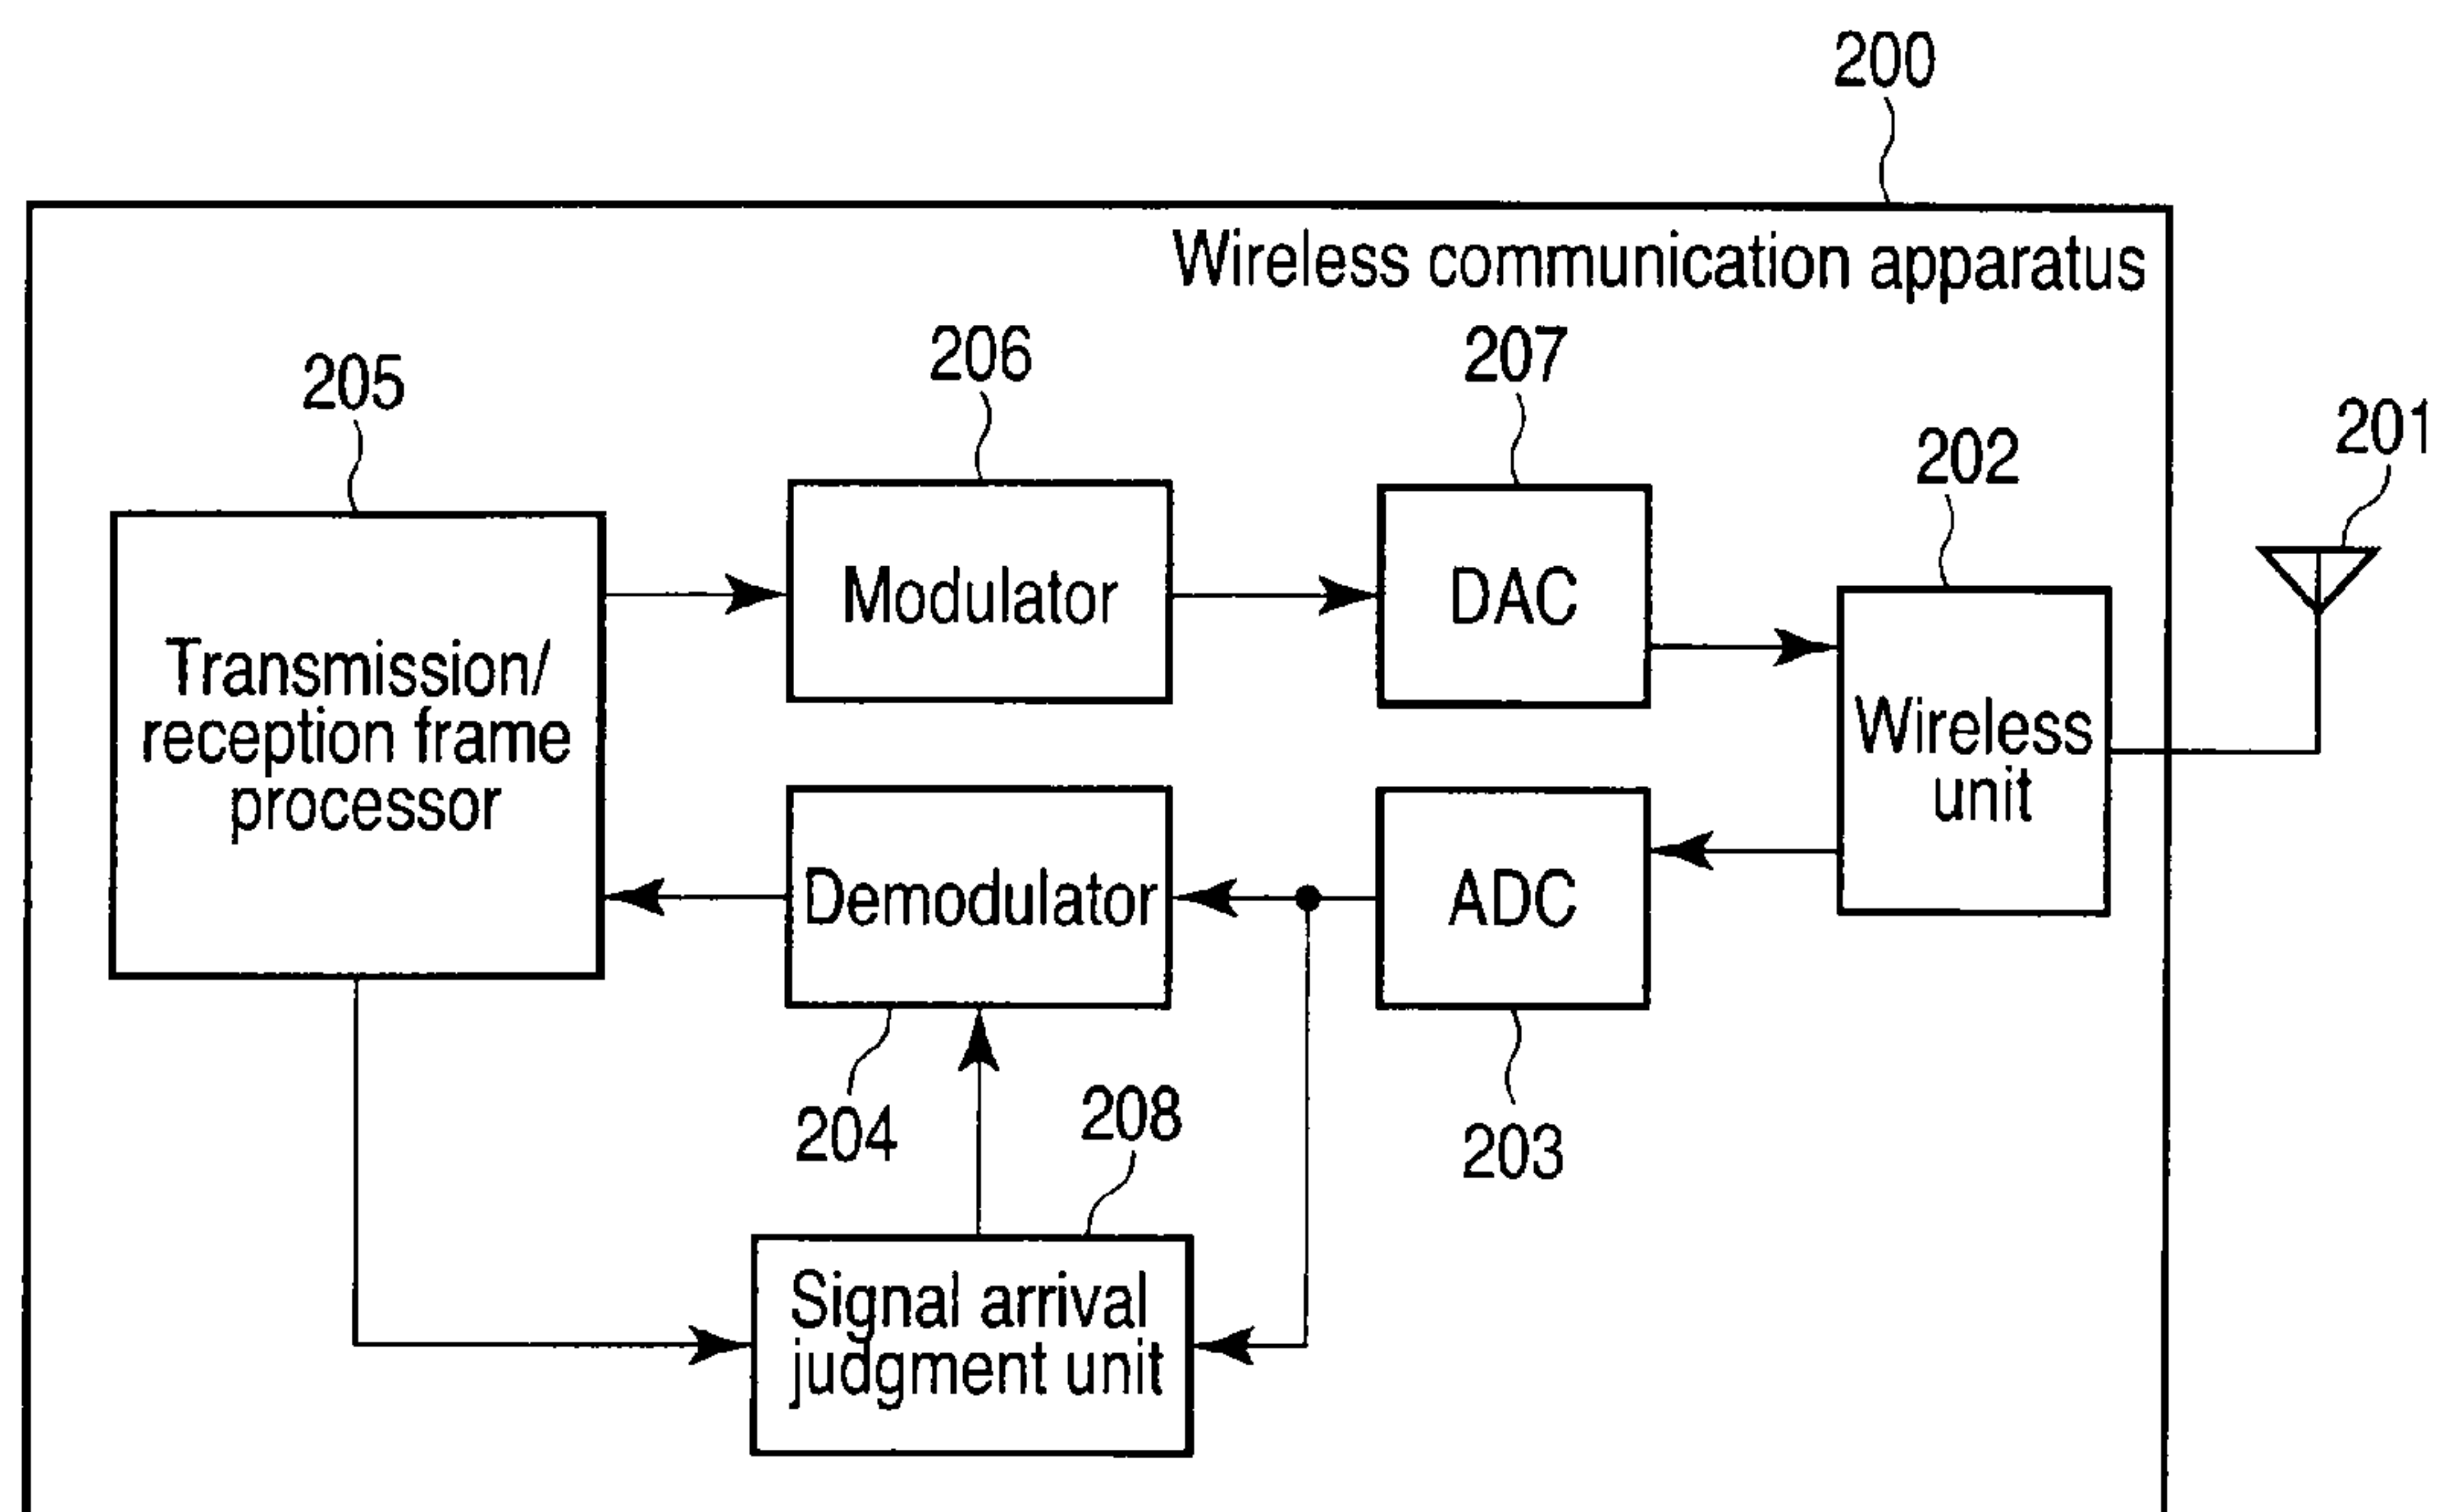 200
Wireless communication apparatus
205
206
207
202
201
Transmission/
reception frame
processor
Modulator
DAC
Wireless
unit
Demodulator
ADC
204
208
203
Signal arrival
judgment unit